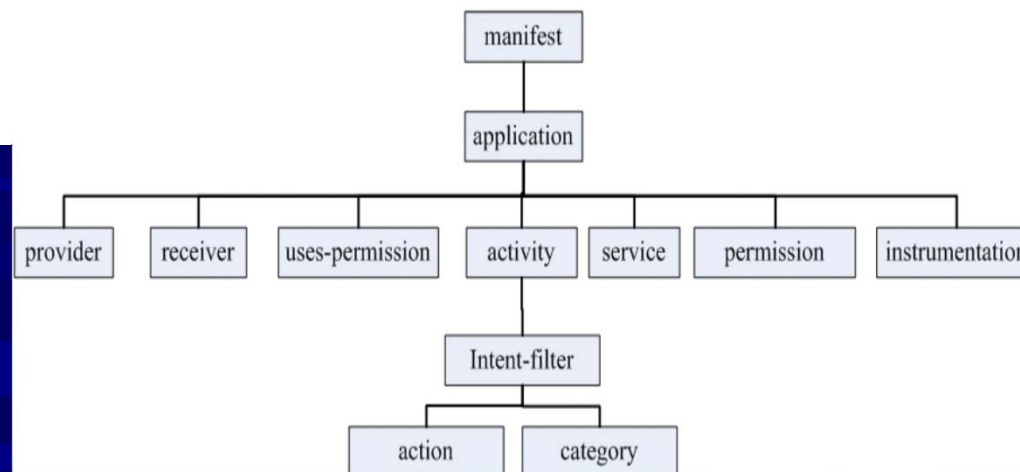 manifest
application
provider receiver uses-permission activity service permission instrumentation
Intent-filter
action category